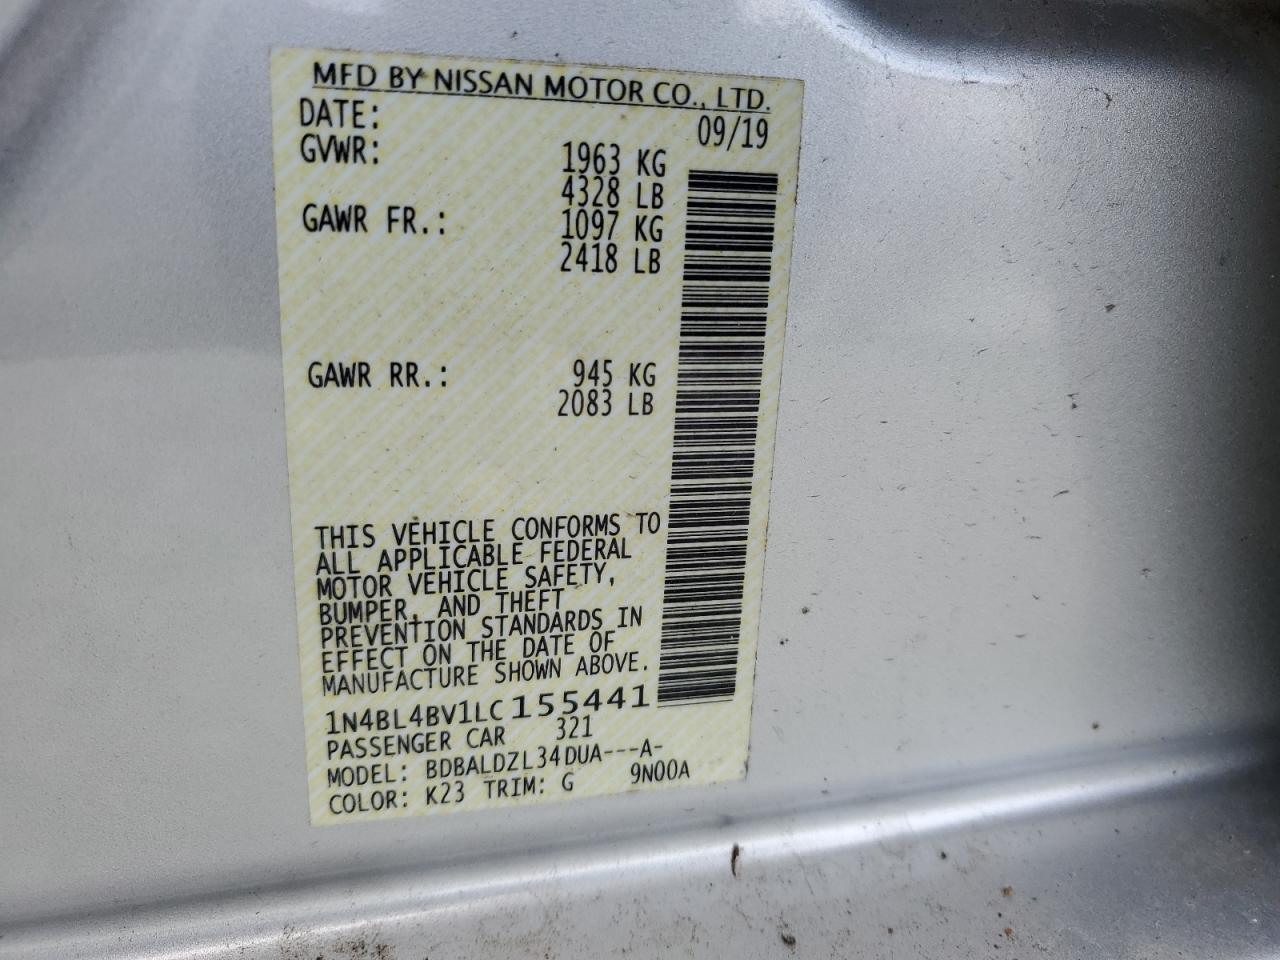 MFD BY NISSAN MOTOR CO., LTD.
DATE: 09/19
GVWR: 1963 KG
4328 LB
GAWR FR.: 1097 KG
2418 LB
GAWR RR.: 945 KG
2083 LB
THIS VEHICLE CONFORMS TO
ALL APPLICABLE FEDERAL
MOTOR VEHICLE SAFETY,
BUMPER, AND THEFT
PREVENTION STANDARDS IN
EFFECT ON THE DATE OF
MANUFACTURE SHOWN ABOVE.
1N4BL4BV1LC155441
PASSENGER CAR 321
MODEL: BDBALDZL34DUA---A-
COLOR: K23 TRIM: G 9N00A